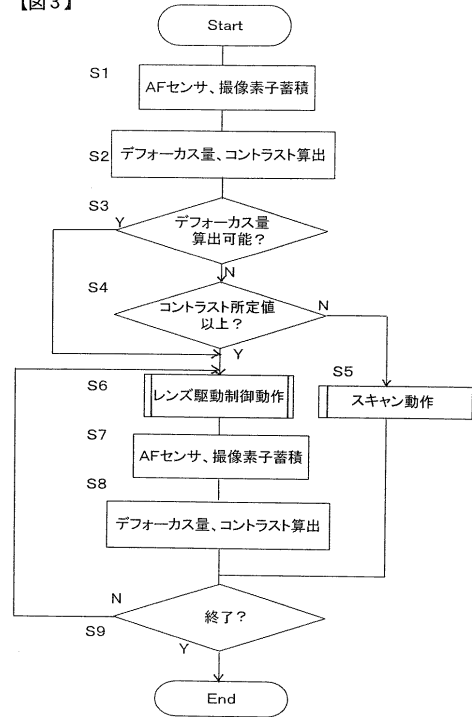 【図3】
Start
S1
AFセンサ、撮像素子蓄積
S2
デフォーカス量、コントラスト算出
S3
Y
デフォーカス量
算出可能？
N
S4
コントラスト所定値
以上？
N
Y
S5
スキャン動作
S6
レンズ駆動制御動作
S7
AFセンサ、撮像素子蓄積
S8
デフォーカス量、コントラスト算出
N
終了？
S9
Y
End